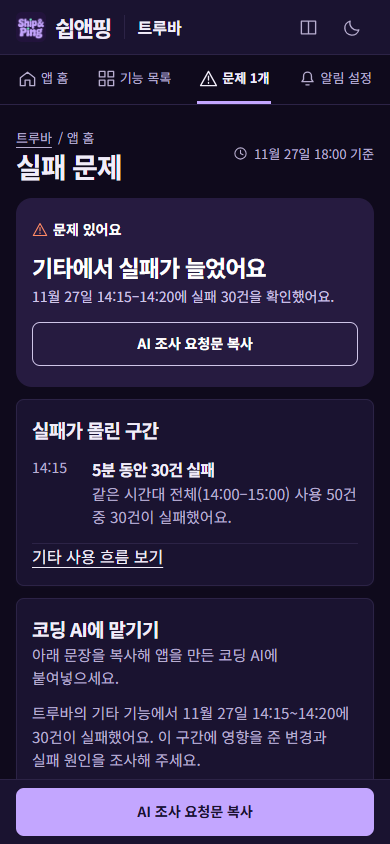 Ship&
Ping
쉽앤핑
트루바
앱 홈
기능 목록
문제 1개
알림 설정
트루바 / 앱 홈
실패 문제
11월 27일 18:00 기준
문제 있어요
기타에서 실패가 늘었어요
11월 27일 14:15–14:20에 실패 30건을 확인했어요.
AI 조사 요청문 복사
실패가 몰린 구간
14:15
5분 동안 30건 실패
같은 시간대 전체(14:00–15:00) 사용 50건
중 30건이 실패했어요.
기타 사용 흐름 보기
코딩 AI에 맡기기
아래 문장을 복사해 앱을 만든 코딩 AI에
붙여넣으세요.
트루바의 기타 기능에서 11월 27일 14:15~14:20에
30건이 실패했어요. 이 구간에 영향을 준 변경과
실패 원인을 조사해 주세요.
AI 조사 요청문 복사